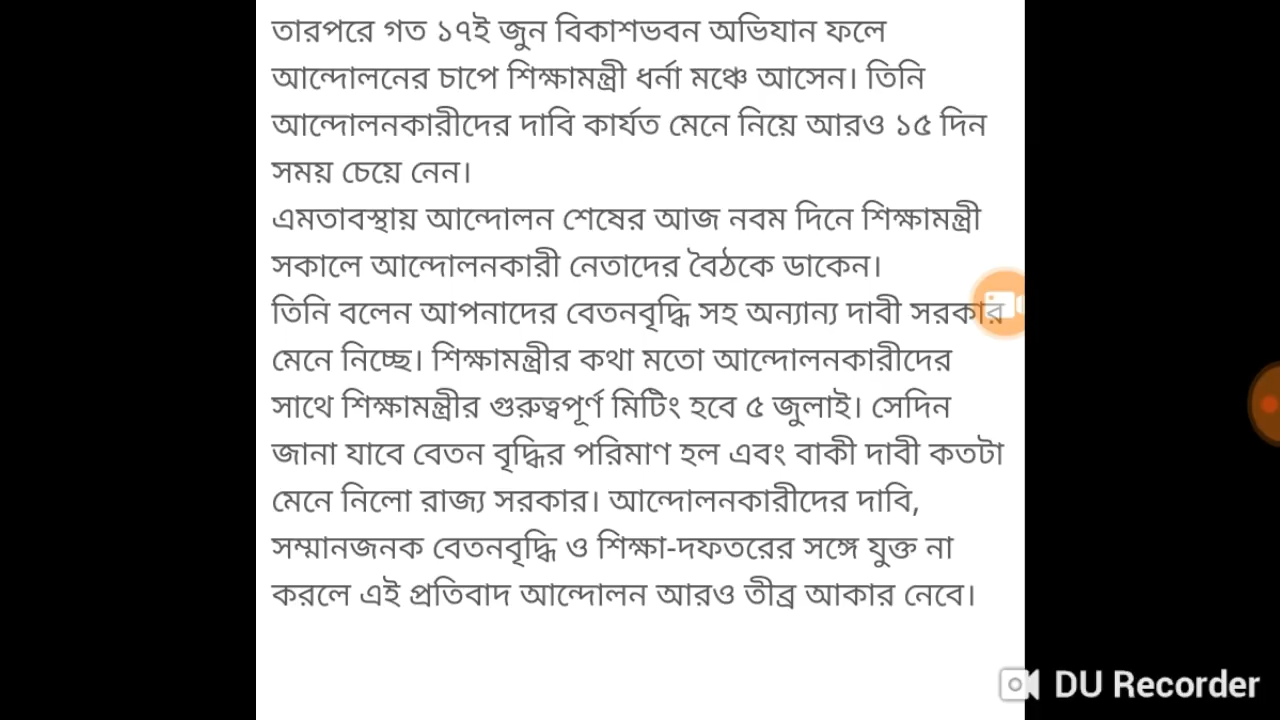 তারপরে গত ১৭ই জুন বিকাশভবন অভিযান ফলে
আন্দোলনের চাপে শিক্ষামন্ত্রী ধর্না মঞ্চে আসেন। তিনি
আন্দোলনকারীদের দাবি কার্যত মেনে নিয়ে আরও ১৫ দিন
সময় চেয়ে নেন।
এমতাবস্থায় আন্দোলন শেষের আজ নবম দিনে শিক্ষামন্ত্রী
সকালে আন্দোলনকারী নেতাদের বৈঠকে ডাকেন।
তিনি বলেন আপনাদের বেতনবৃদ্ধি সহ অন্যান্য দাবী সরকার
মেনে নিচ্ছে। শিক্ষামন্ত্রীর কথা মতো আন্দোলনকারীদের
সাথে শিক্ষামন্ত্রীর গুরুত্বপূর্ণ মিটিং হবে ৫ জুলাই। সেদিন
জানা যাবে বেতন বৃদ্ধির পরিমাণ হল এবং বাকী দাবী কতটা
মেনে নিলো রাজ্য সরকার। আন্দোলনকারীদের দাবি,
সম্মানজনক বেতনবৃদ্ধি ও শিক্ষা-দফতরের সঙ্গে যুক্ত না
করলে এই প্রতিবাদ আন্দোলন আরও তীব্র আকার নেবে।
DU Recorder